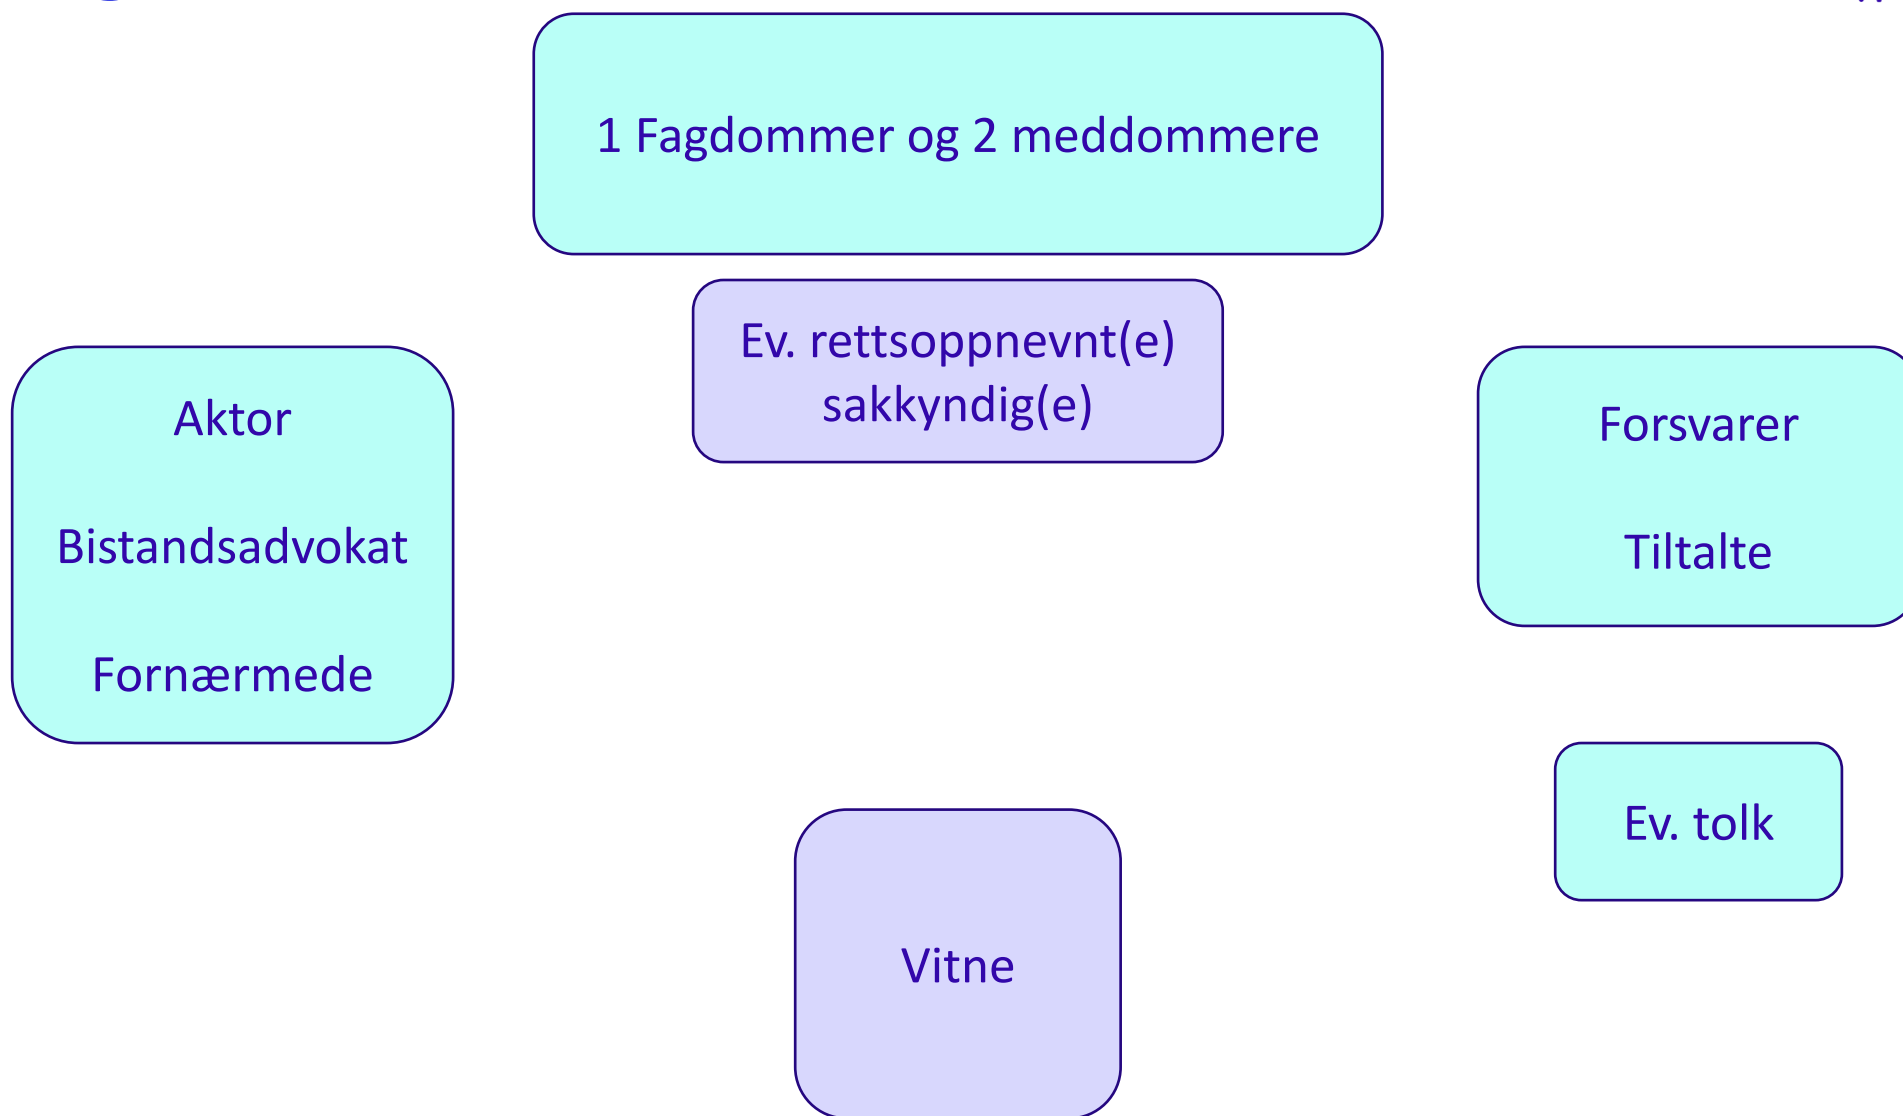 1 Fagdommer og 2 meddommere
Ev. rettsoppnevnt(e)
sakkyndig(e)
Aktor
Bistandsadvokat
Fornærmede
Forsvarer
Tiltalte
Ev. tolk
Vitne